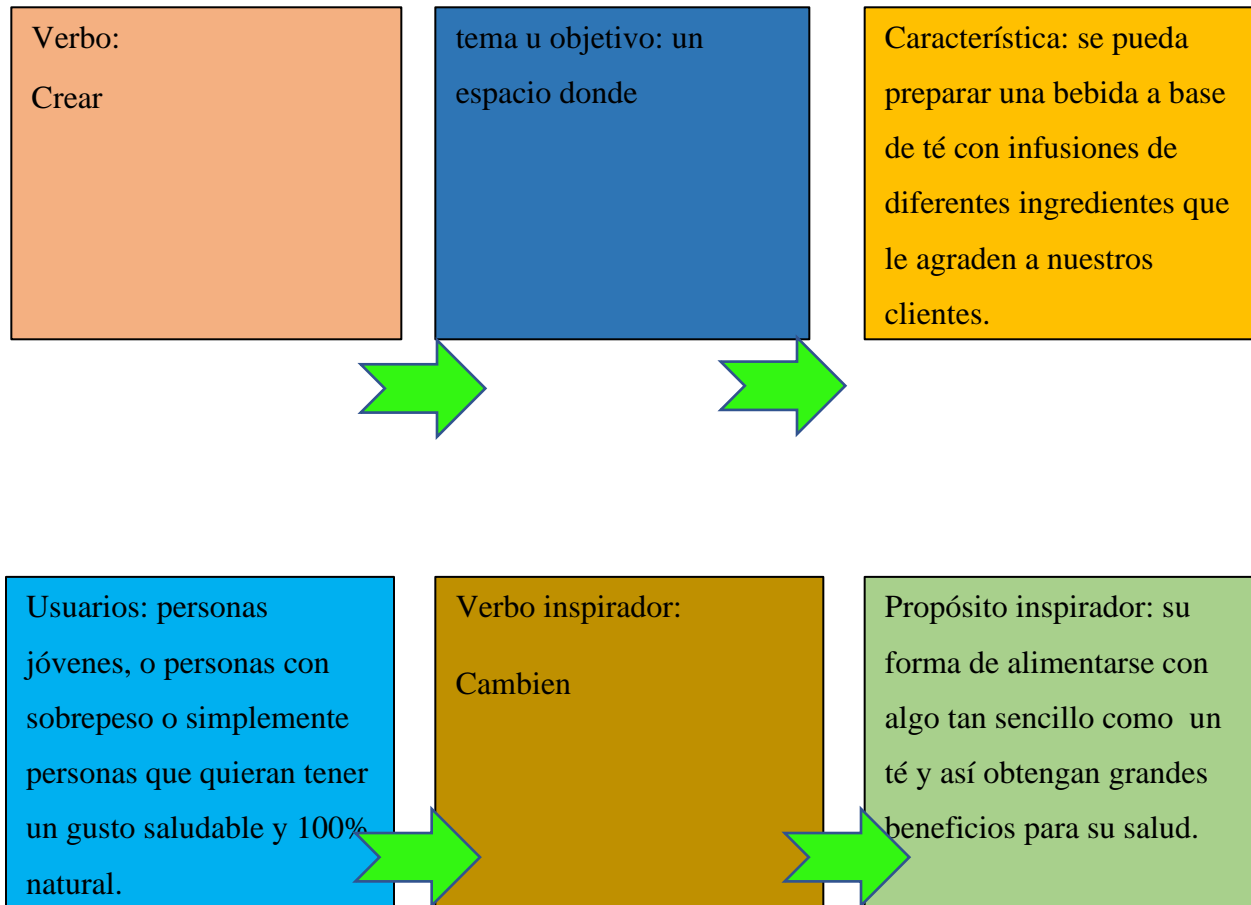 Verbo:
Crear
tema u objetivo: un
espacio donde
Característica: se pueda
preparar una bebida a base
de té con infusiones de
diferentes ingredientes que
le agraden a nuestros
clientes.
Usuarios: personas
jóvenes, o personas con
sobrepeso o simplemente
personas que quieran tener
un gusto saludable y 100%
natural.
Verbo inspirador:
Cambien
Propósito inspirador: su
forma de alimentarse con
algo tan sencillo como  un
té y así obtengan grandes
beneficios para su salud.